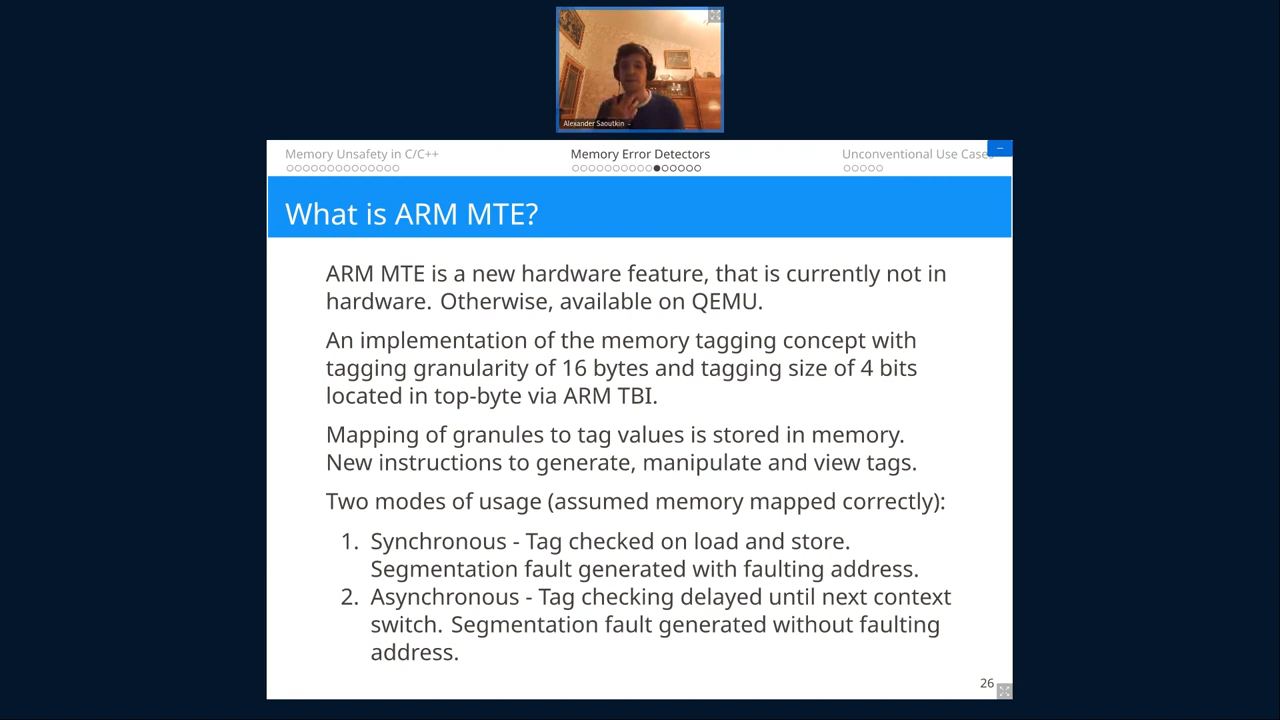 Alexander Saoutkin
Memory Unsafety in C/C++
Memory Error Detectors
Unconventional Use Cases
What is ARM MTE?
ARM MTE is a new hardware feature, that is currently not in
hardware. Otherwise, available on QEMU.
An implementation of the memory tagging concept with
tagging granularity of 16 bytes and tagging size of 4 bits
located in top-byte via ARM TBI.
Mapping of granules to tag values is stored in memory.
New instructions to generate, manipulate and view tags.
Two modes of usage (assumed memory mapped correctly):
1. Synchronous - Tag checked on load and store.
Segmentation fault generated with faulting address.
2. Asynchronous - Tag checking delayed until next context
switch. Segmentation fault generated without faulting
address.
26